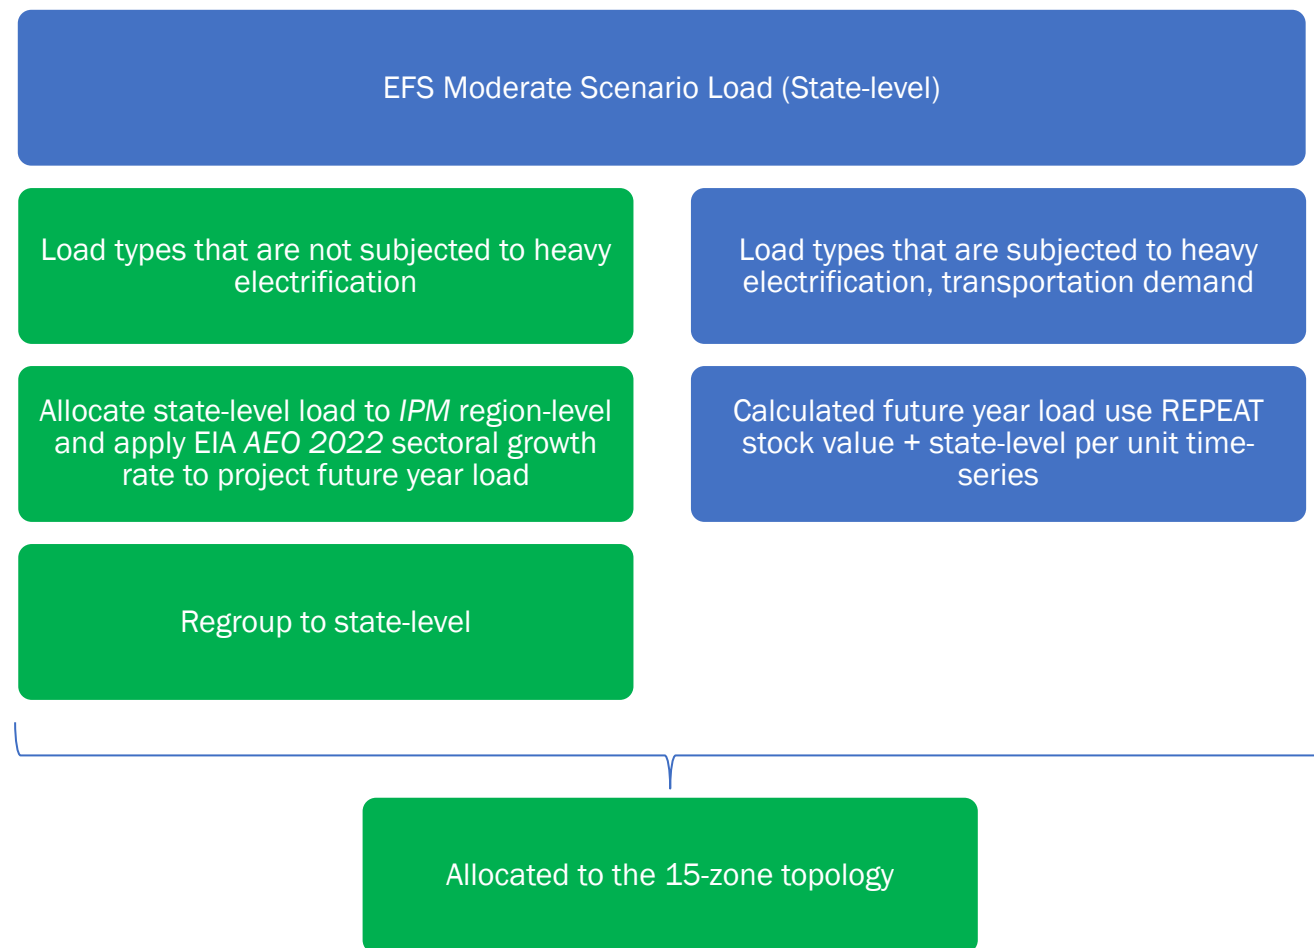 EFS Moderate Scenario Load (State-level)
Load types that are not subjected to heavy
electrification
Load types that are subjected to heavy
electrification, transportation demand
Allocate state-level load to IPM region-level
and apply EIA AEO 2022 sectoral growth
rate to project future year load
Calculated future year load use REPEAT
stock value + state-level per unit time-
series
Regroup to state-level
Allocated to the 15-zone topology